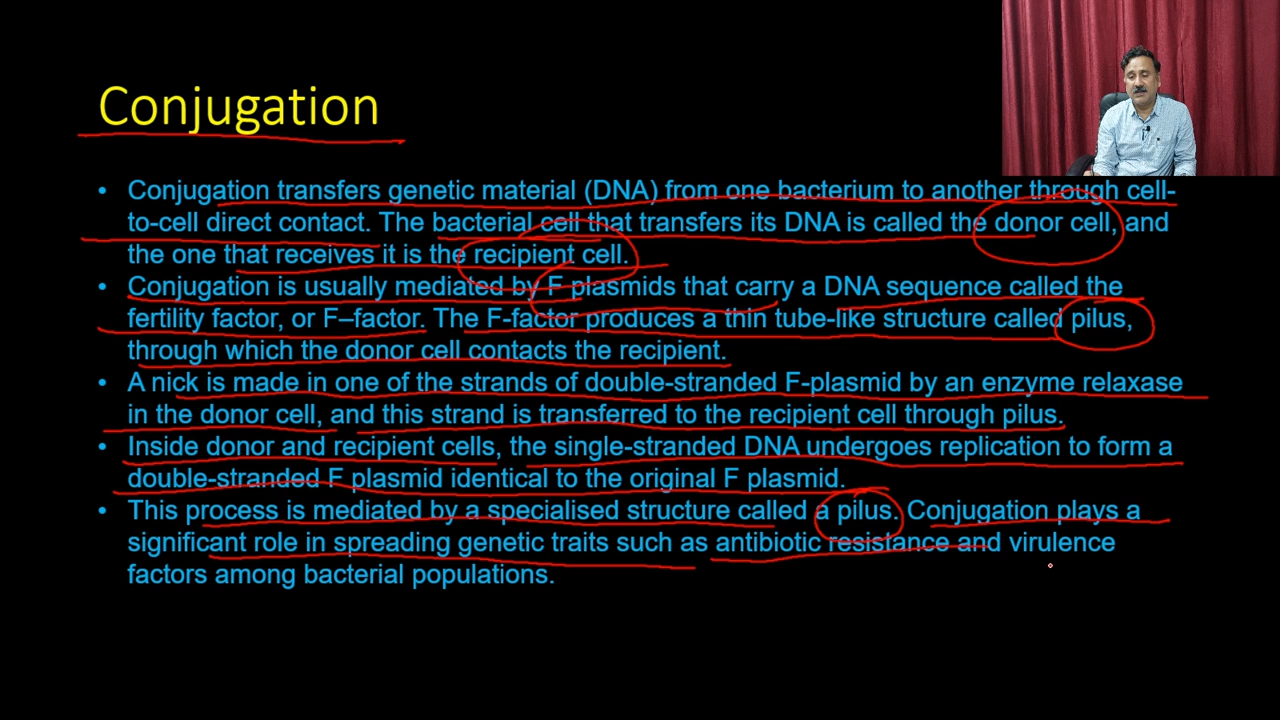 Conjugation
• Conjugation transfers genetic material (DNA) from one bacterium to another through cell-
to-cell direct contact. The bacterial cell that transfers its DNA is called the donor cell, and
the one that receives it is the recipient cell.
• Conjugation is usually mediated by F plasmids that carry a DNA sequence called the
fertility factor, or F–factor. The F-factor produces a thin tube-like structure called pilus,
through which the donor cell contacts the recipient.
• A nick is made in one of the strands of double-stranded F-plasmid by an enzyme relaxase
in the donor cell, and this strand is transferred to the recipient cell through pilus.
• Inside donor and recipient cells, the single-stranded DNA undergoes replication to form a
double-stranded F plasmid identical to the original F plasmid.
• This process is mediated by a specialised structure called a pilus. Conjugation plays a
significant role in spreading genetic traits such as antibiotic resistance and virulence
factors among bacterial populations.